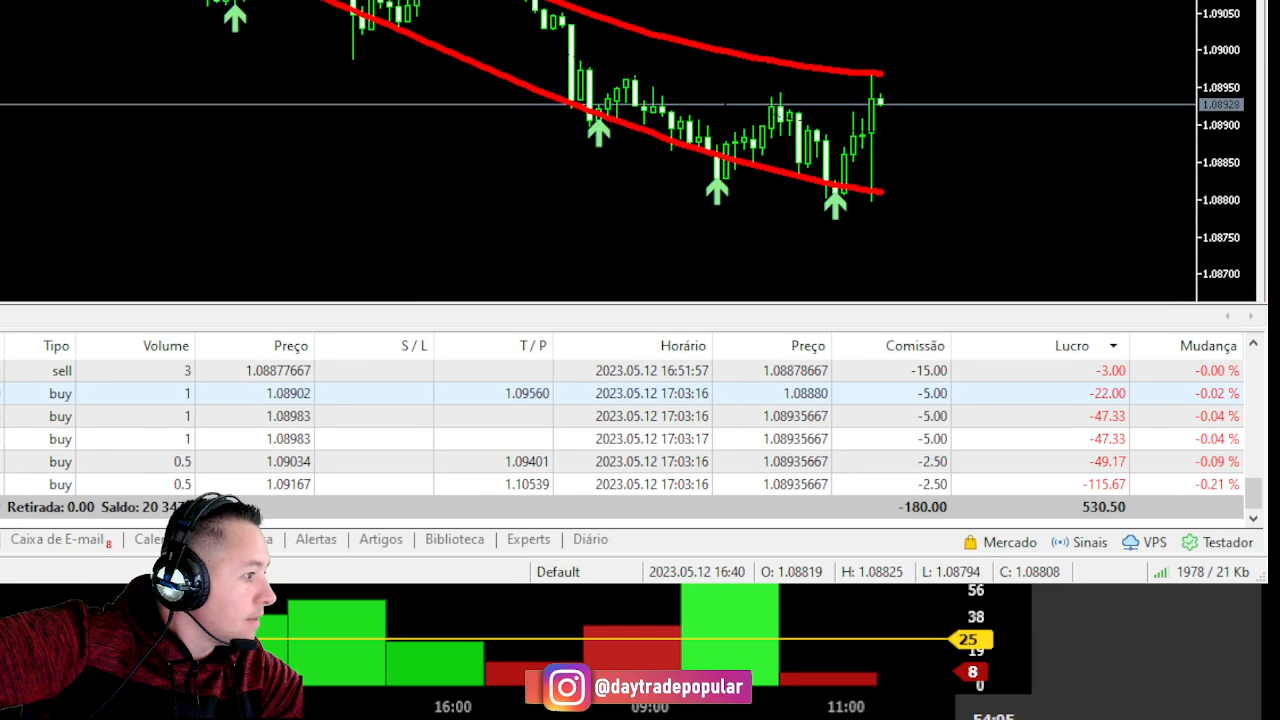 1.09050
1.09000
1.08950
1.08928
1.08900
1.08850
1.08800
1.08750
1.08700
Tipo Volume Preço S / L T / P Horário Preço Comissão Lucro Mudança
sell 3 1.08877667 2023.05.12 16:51:57 1.08878667 -15.00 -3.00 -0.00 %
buy 1 1.08902 1.09560 2023.05.12 17:03:16 1.08880 -5.00 -22.00 -0.02 %
buy 1 1.08983 2023.05.12 17:03:16 1.08935667 -5.00 -47.33 -0.04 %
buy 1 1.08983 2023.05.12 17:03:17 1.08935667 -5.00 -47.33 -0.04 %
buy 0.5 1.09034 1.09401 2023.05.12 17:03:16 1.08935667 -2.50 -49.17 -0.09 %
buy 0.5 1.09167 1.10539 2023.05.12 17:03:16 1.08935667 -2.50 -115.67 -0.21 %
Retirada: 0.00 Saldo: 20 -180.00 530.50
Caixa de E-mail 8 Alertas Artigos Biblioteca Experts Diário Mercado Sinais VPS Testador
Default 2023.05.12 16:40 O: 1.08819 H: 1.08825 L: 1.08794 C: 1.08808 1978 / 21 Kb
56
38
25
19
8
0
@daytradepopular
16:00 09:00 11:00